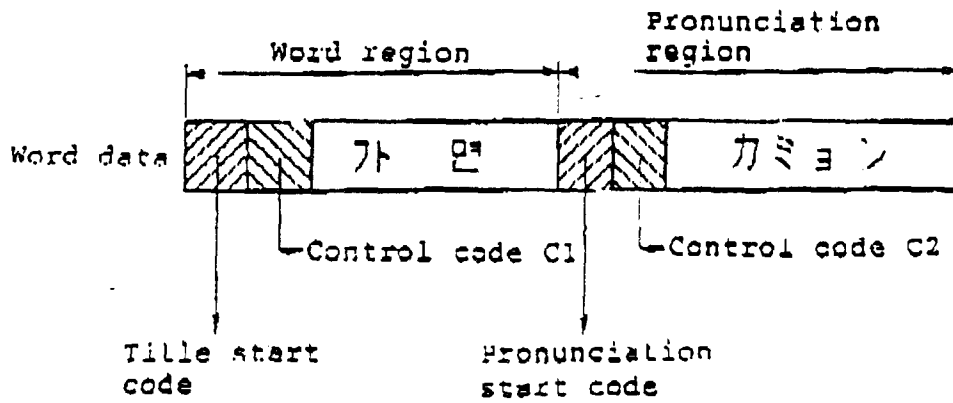 Pronunciation
region
Word region
Word data
가 면
カミョン
Control code C1
Control code C2
Title start
code
Pronunciation
start code